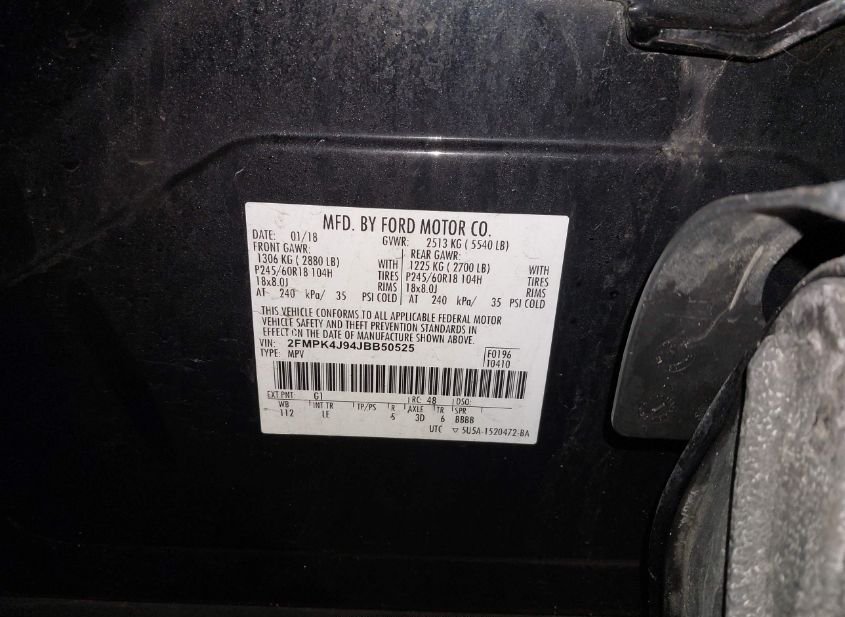 MFD. BY FORD MOTOR CO.
DATE: 01/18 GVWR: 2513 KG ( 5540 LB)
FRONT GAWR: REAR GAWR:
1306 KG ( 2880 LB) WITH 1225 KG ( 2700 LB) WITH
P245/60R18 104H TIRES P245/60R18 104H TIRES
18x8.0J RIMS 18x8.0J RIMS
AT 240 kPa/ 35 PSI COLD AT 240 kPa/ 35 PSI COLD
THIS VEHICLE CONFORMS TO ALL APPLICABLE FEDERAL MOTOR
VEHICLE SAFETY AND THEFT PREVENTION STANDARDS IN
EFFECT ON THE DATE OF MANUFACTURE SHOWN ABOVE.
VIN: 2FMPK4J94JBB50525 F0196
TYPE: MPV T0410
EXT PNT: G1 RC: 48 DSO:
WB INT TR TP/PS R AXLE TR SPR
112 LE 5 3D 6 BBBB
UTC ▽ 5U5A-1520472-BA